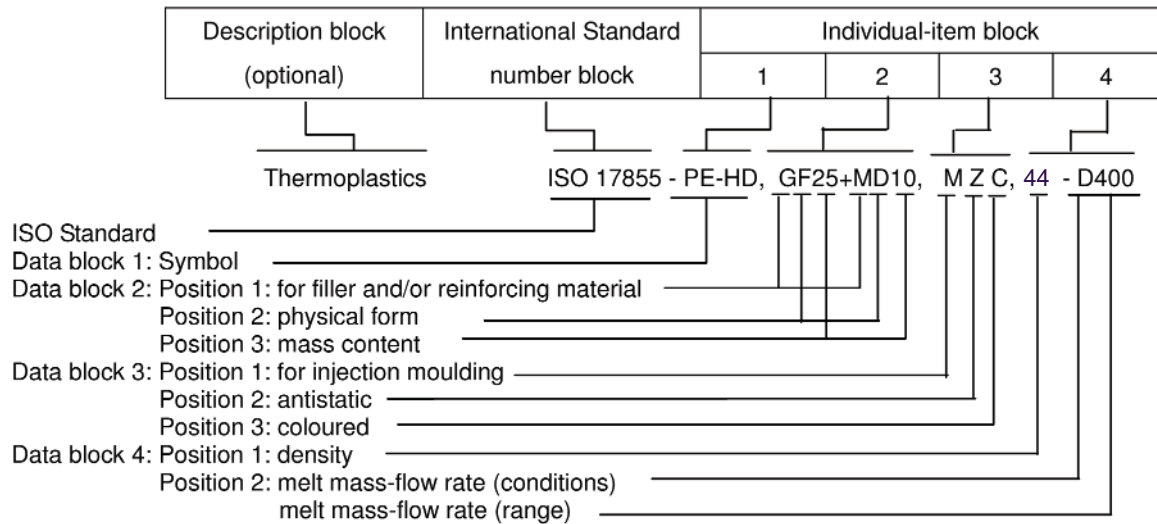 Description block International Standard Individual-item block
(optional) number block 1 2 3 4
Thermoplastics ISO 17855 - PE-HD, GF25+MD10, M Z C, 44 - D400
ISO Standard
Data block 1: Symbol
Data block 2: Position 1: for filler and/or reinforcing material
Position 2: physical form
Position 3: mass content
Data block 3: Position 1: for injection moulding
Position 2: antistatic
Position 3: coloured
Data block 4: Position 1: density
Position 2: melt mass-flow rate (conditions)
melt mass-flow rate (range)